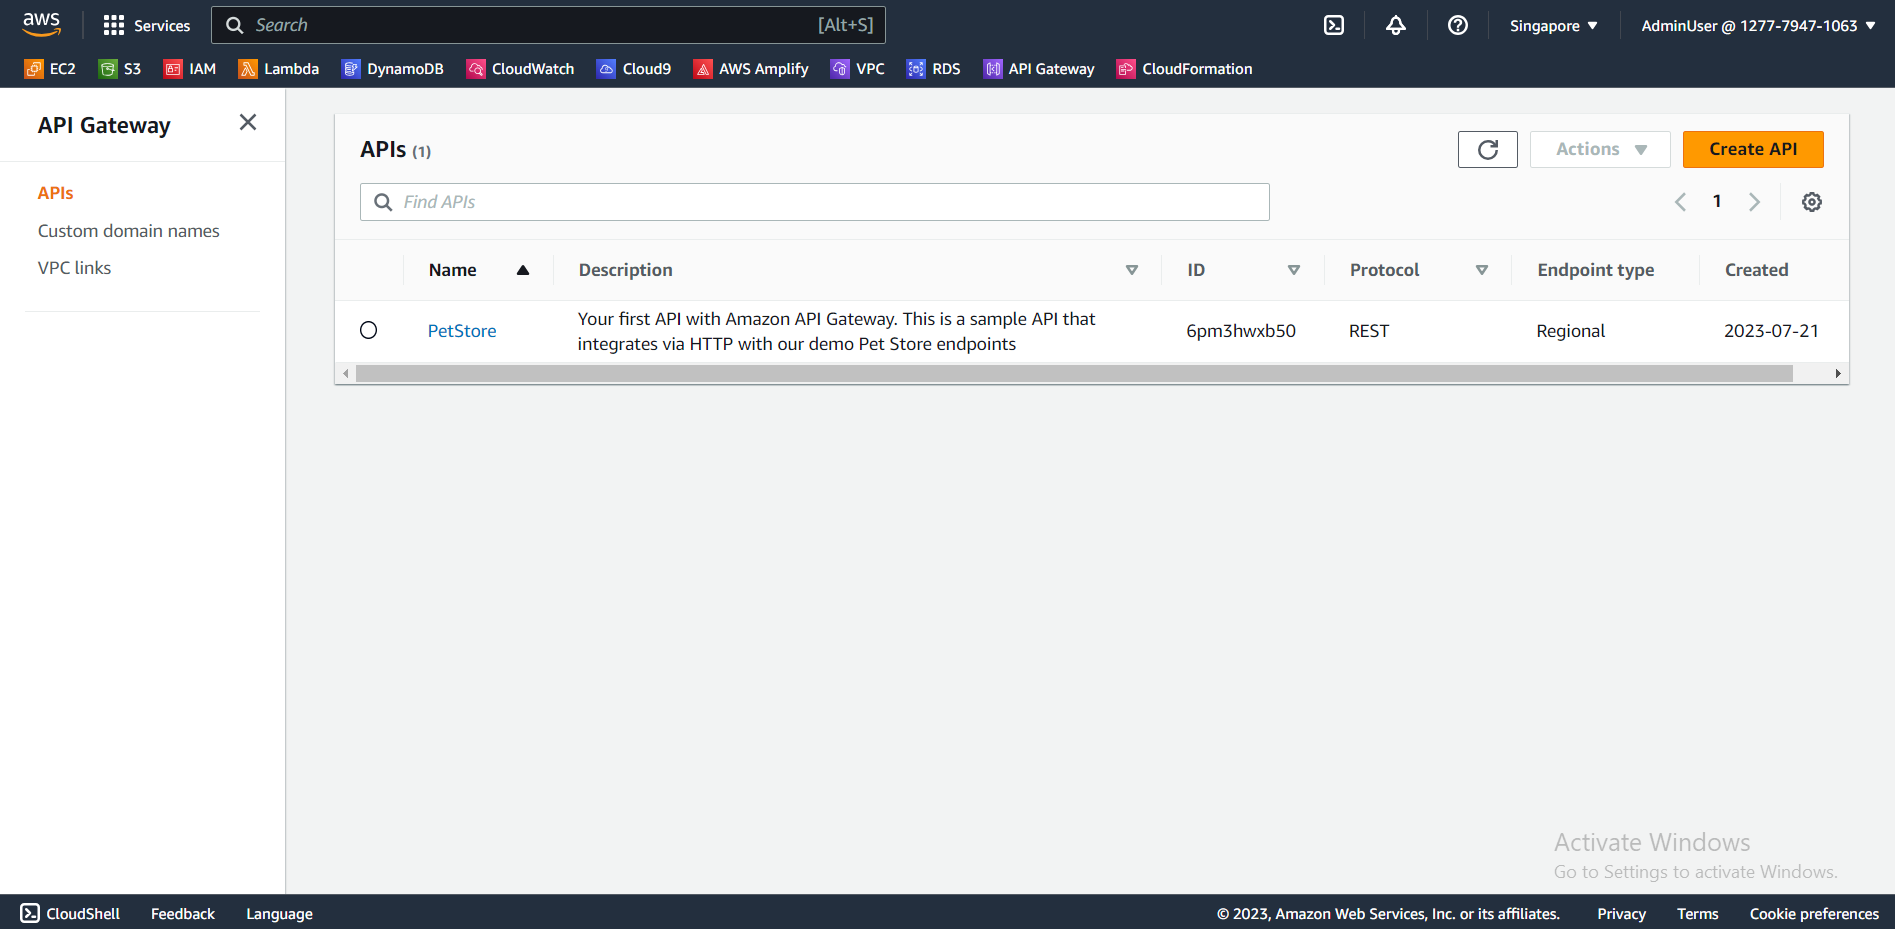 aws Services Search [Alt+S] Singapore ▼ AdminUser @ 1277-7947-1063 ▼
EC2 S3 IAM Lambda DynamoDB CloudWatch Cloud9 AWS Amplify VPC RDS API Gateway CloudFormation
API Gateway
APIs
Custom domain names
VPC links
APIs (1)
Actions ▼ Create API
Find APIs
1
Name Description ID Protocol Endpoint type Created
PetStore Your first API with Amazon API Gateway. This is a sample API that
integrates via HTTP with our demo Pet Store endpoints 6pm3hwxb50 REST Regional 2023-07-21
Activate Windows
Go to Settings to activate Windows.
CloudShell Feedback Language © 2023, Amazon Web Services, Inc. or its affiliates. Privacy Terms Cookie preferences